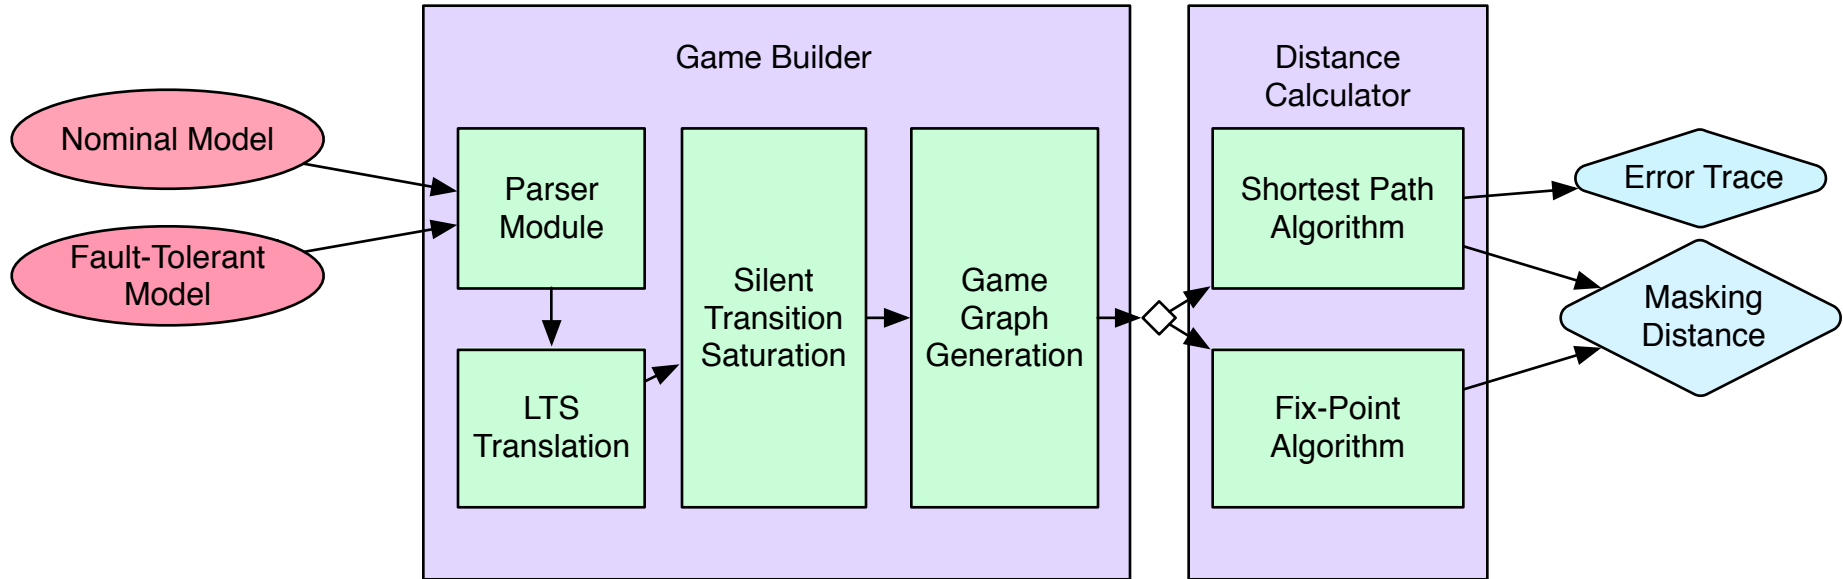 Nominal Model
Fault-Tolerant
Model
Game Builder
Parser
Module
LTS
Translation
Silent
Transition
Saturation
Game
Graph
Generation
Distance
Calculator
Shortest Path
Algorithm
Fix-Point
Algorithm
Error Trace
Masking
Distance